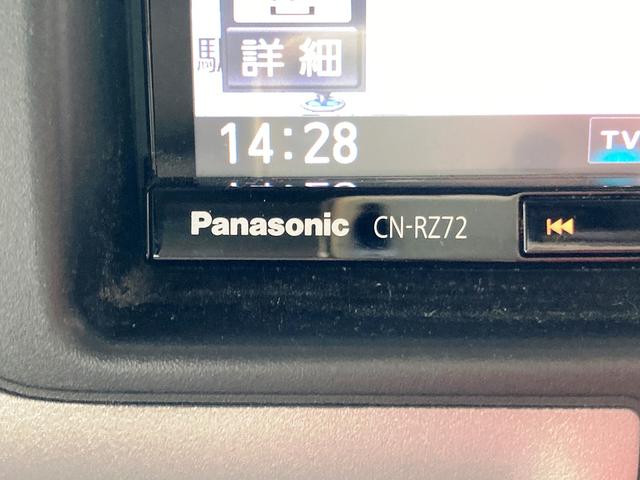 詳細
14:28
TV
Panasonic CN-RZ72